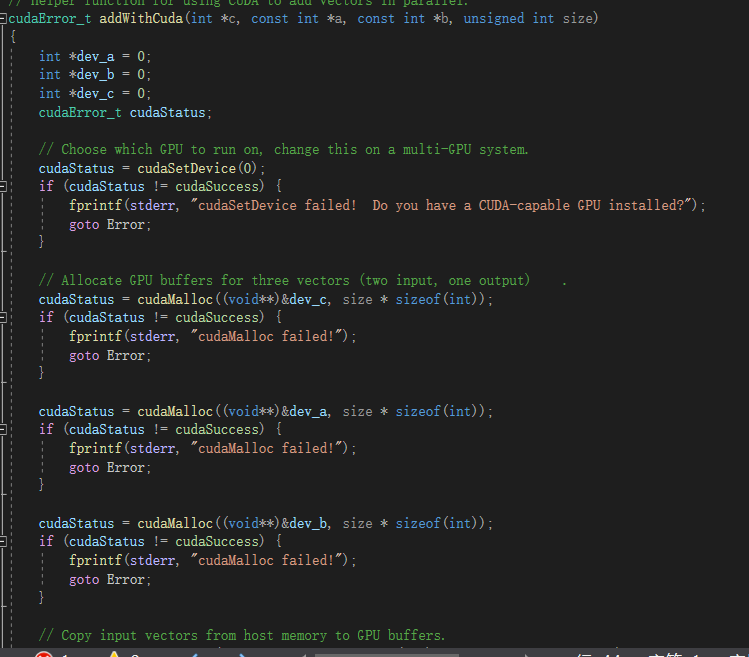 // Helper function for using CUDA to add vectors in parallel.
cudaError_t addWithCuda(int *c, const int *a, const int *b, unsigned int size)
{
    int *dev_a = 0;
    int *dev_b = 0;
    int *dev_c = 0;
    cudaError_t cudaStatus;

    // Choose which GPU to run on, change this on a multi-GPU system.
    cudaStatus = cudaSetDevice(0);
    if (cudaStatus != cudaSuccess) {
        fprintf(stderr, "cudaSetDevice failed!  Do you have a CUDA-capable GPU installed?");
        goto Error;
    }

    // Allocate GPU buffers for three vectors (two input, one output)    .
    cudaStatus = cudaMalloc((void**)&dev_c, size * sizeof(int));
    if (cudaStatus != cudaSuccess) {
        fprintf(stderr, "cudaMalloc failed!");
        goto Error;
    }

    cudaStatus = cudaMalloc((void**)&dev_a, size * sizeof(int));
    if (cudaStatus != cudaSuccess) {
        fprintf(stderr, "cudaMalloc failed!");
        goto Error;
    }

    cudaStatus = cudaMalloc((void**)&dev_b, size * sizeof(int));
    if (cudaStatus != cudaSuccess) {
        fprintf(stderr, "cudaMalloc failed!");
        goto Error;
    }

    // Copy input vectors from host memory to GPU buffers.